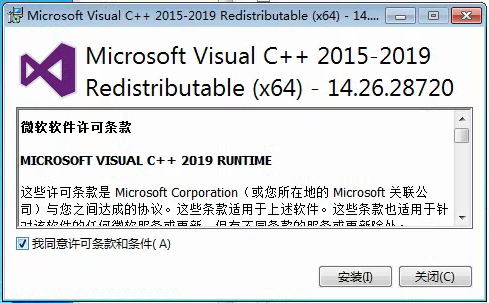 Microsoft Visual C++ 2015-2019 Redistributable (x64) - 14....
Microsoft Visual C++ 2015-2019
Redistributable (x64) - 14.26.28720
微软软件许可条款
MICROSOFT VISUAL C++ 2019 RUNTIME
这些许可条款是 Microsoft Corporation（或您所在地的 Microsoft 关联公
司）与您之间达成的协议。这些条款适用于上述软件。这些条款也适用于针
对该软件的任何微软服务或更新，但有不同条款的服务或更新除外。
我同意许可条款和条件( A)
安装(I)
关闭(C)